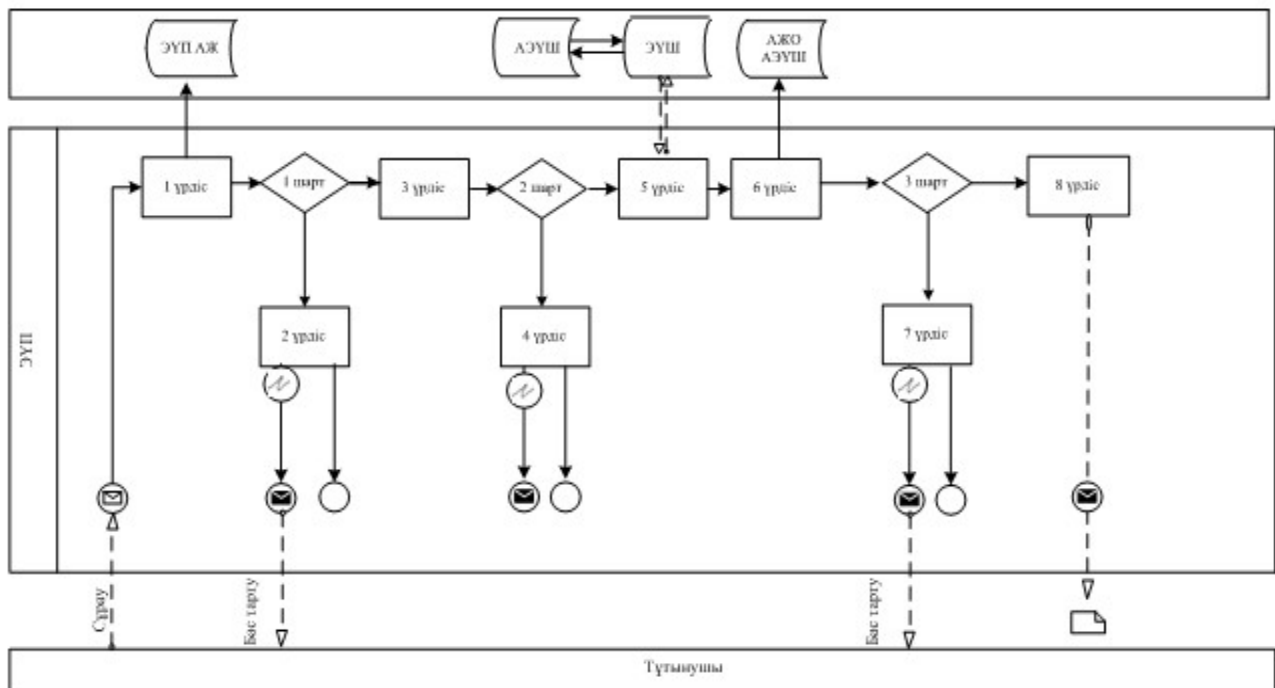 ЭҮП АЖ
АЭҮШ
ЭҮШ
АЖО
АЭҮШ
1 үрдіс
1 шарт
3 үрдіс
2 шарт
5 үрдіс
6 үрдіс
3 шарт
8 үрдіс
2 үрдіс
4 үрдіс
7 үрдіс
ЭҮП
Сұрау
Бас тарту
Бас тарту
Тұтынушы